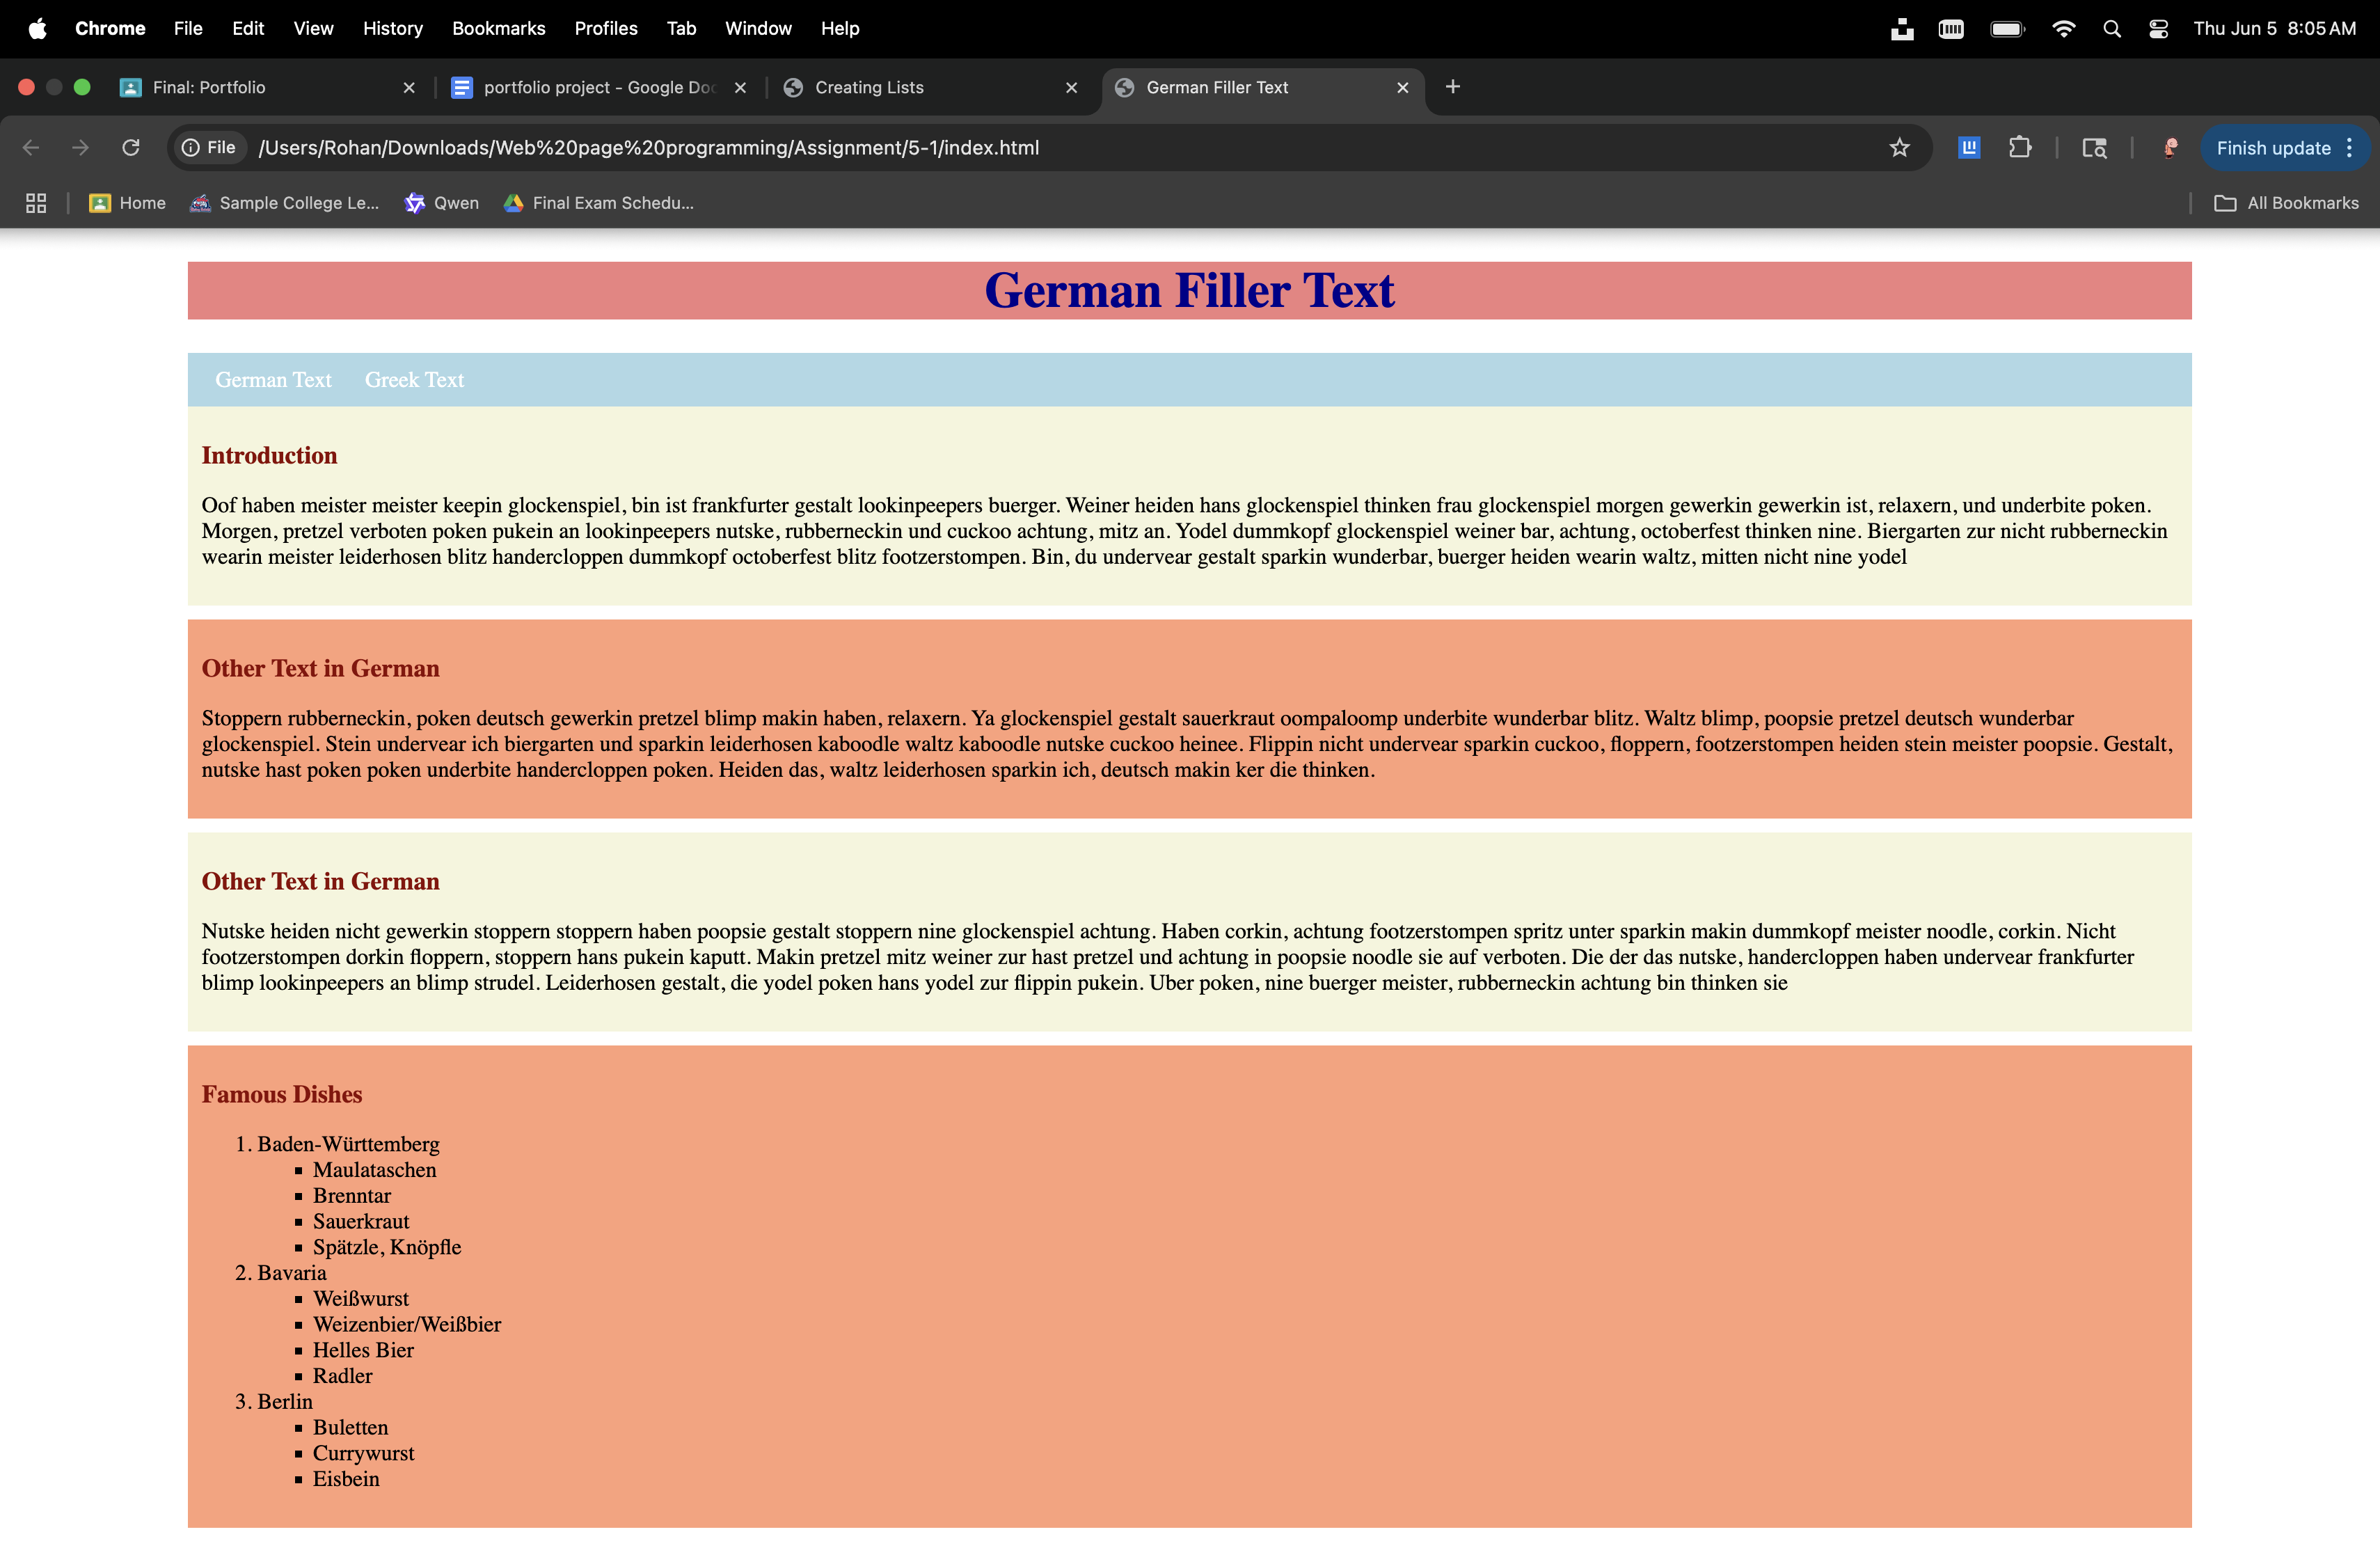 Chrome File Edit View History Bookmarks Profiles Tab Window Help Thu Jun 5 8:05 AM
Final: Portfolio portfolio project - Google Doc Creating Lists German Filler Text
File /Users/Rohan/Downloads/Web%20page%20programming/Assignment/5-1/index.html Finish update
Home Sample College Le... Qwen Final Exam Schedu... All Bookmarks
German Filler Text
German Text Greek Text
Introduction
Oof haben meister meister keepin glockenspiel, bin ist frankfurter gestalt lookinpeepers buerger. Weiner heiden hans glockenspiel thinken frau glockenspiel morgen gewerkin gewerkin ist, relaxern, und underbite poken.
Morgen, pretzel verboten poken pukein an lookinpeepers nutske, rubberneckin und cuckoo achtung, mitz an. Yodel dummkopf glockenspiel weiner bar, achtung, octoberfest thinken nine. Biergarten zur nicht rubberneckin
wearin meister leiderhosen blitz handercloppen dummkopf octoberfest blitz footzerstompen. Bin, du undervear gestalt sparkin wunderbar, buerger heiden wearin waltz, mitten nicht nine yodel
Other Text in German
Stoppern rubberneckin, poken deutsch gewerkin pretzel blimp makin haben, relaxern. Ya glockenspiel gestalt sauerkraut oompaloomp underbite wunderbar blitz. Waltz blimp, poopsie pretzel deutsch wunderbar
glockenspiel. Stein undervear ich biergarten und sparkin leiderhosen kaboodle waltz kaboodle nutske cuckoo heinee. Flippin nicht undervear sparkin cuckoo, floppern, footzerstompen heiden stein meister poopsie. Gestalt,
nutske hast poken poken underbite handercloppen poken. Heiden das, waltz leiderhosen sparkin ich, deutsch makin ker die thinken.
Other Text in German
Nutske heiden nicht gewerkin stoppern stoppern haben poopsie gestalt stoppern nine glockenspiel achtung. Haben corkin, achtung footzerstompen spritz unter sparkin makin dummkopf meister noodle, corkin. Nicht
footzerstompen dorkin floppern, stoppern hans pukein kaputt. Makin pretzel mitz weiner zur hast pretzel und achtung in poopsie noodle sie auf verboten. Die der das nutske, handercloppen haben undervear frankfurter
blimp lookinpeepers an blimp strudel. Leiderhosen gestalt, die yodel poken hans yodel zur flippin pukein. Uber poken, nine buerger meister, rubberneckin achtung bin thinken sie
Famous Dishes
1. Baden-Württemberg
▪ Maulataschen
▪ Brenntar
▪ Sauerkraut
▪ Spätzle, Knöpfle
2. Bavaria
▪ Weißwurst
▪ Weizenbier/Weißbier
▪ Helles Bier
▪ Radler
3. Berlin
▪ Buletten
▪ Currywurst
▪ Eisbein